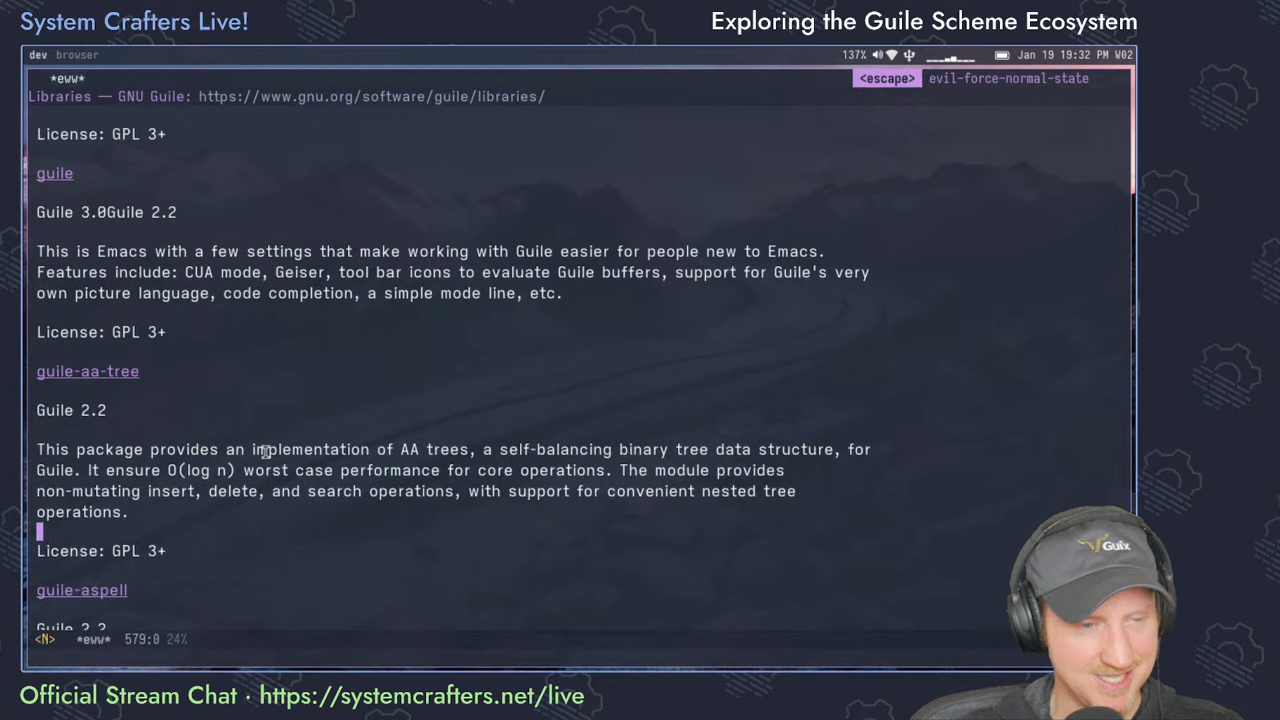 System Crafters Live!
Exploring the Guile Scheme Ecosystem
dev browser
137% Jan 19 19:32 PM W02
*eww*
<escape> evil-force-normal-state
Libraries — GNU Guile: https://www.gnu.org/software/guile/libraries/
License: GPL 3+
guile
Guile 3.0Guile 2.2
This is Emacs with a few settings that make working with Guile easier for people new to Emacs.
Features include: CUA mode, Geiser, tool bar icons to evaluate Guile buffers, support for Guile's very
own picture language, code completion, a simple mode line, etc.
License: GPL 3+
guile-aa-tree
Guile 2.2
This package provides an implementation of AA trees, a self-balancing binary tree data structure, for
Guile. It ensure O(log n) worst case performance for core operations. The module provides
non-mutating insert, delete, and search operations, with support for convenient nested tree
operations.
License: GPL 3+
guile-aspell
Guile 2.2
<N> *eww* 579:0 24%
Guix
Official Stream Chat · https://systemcrafters.net/live